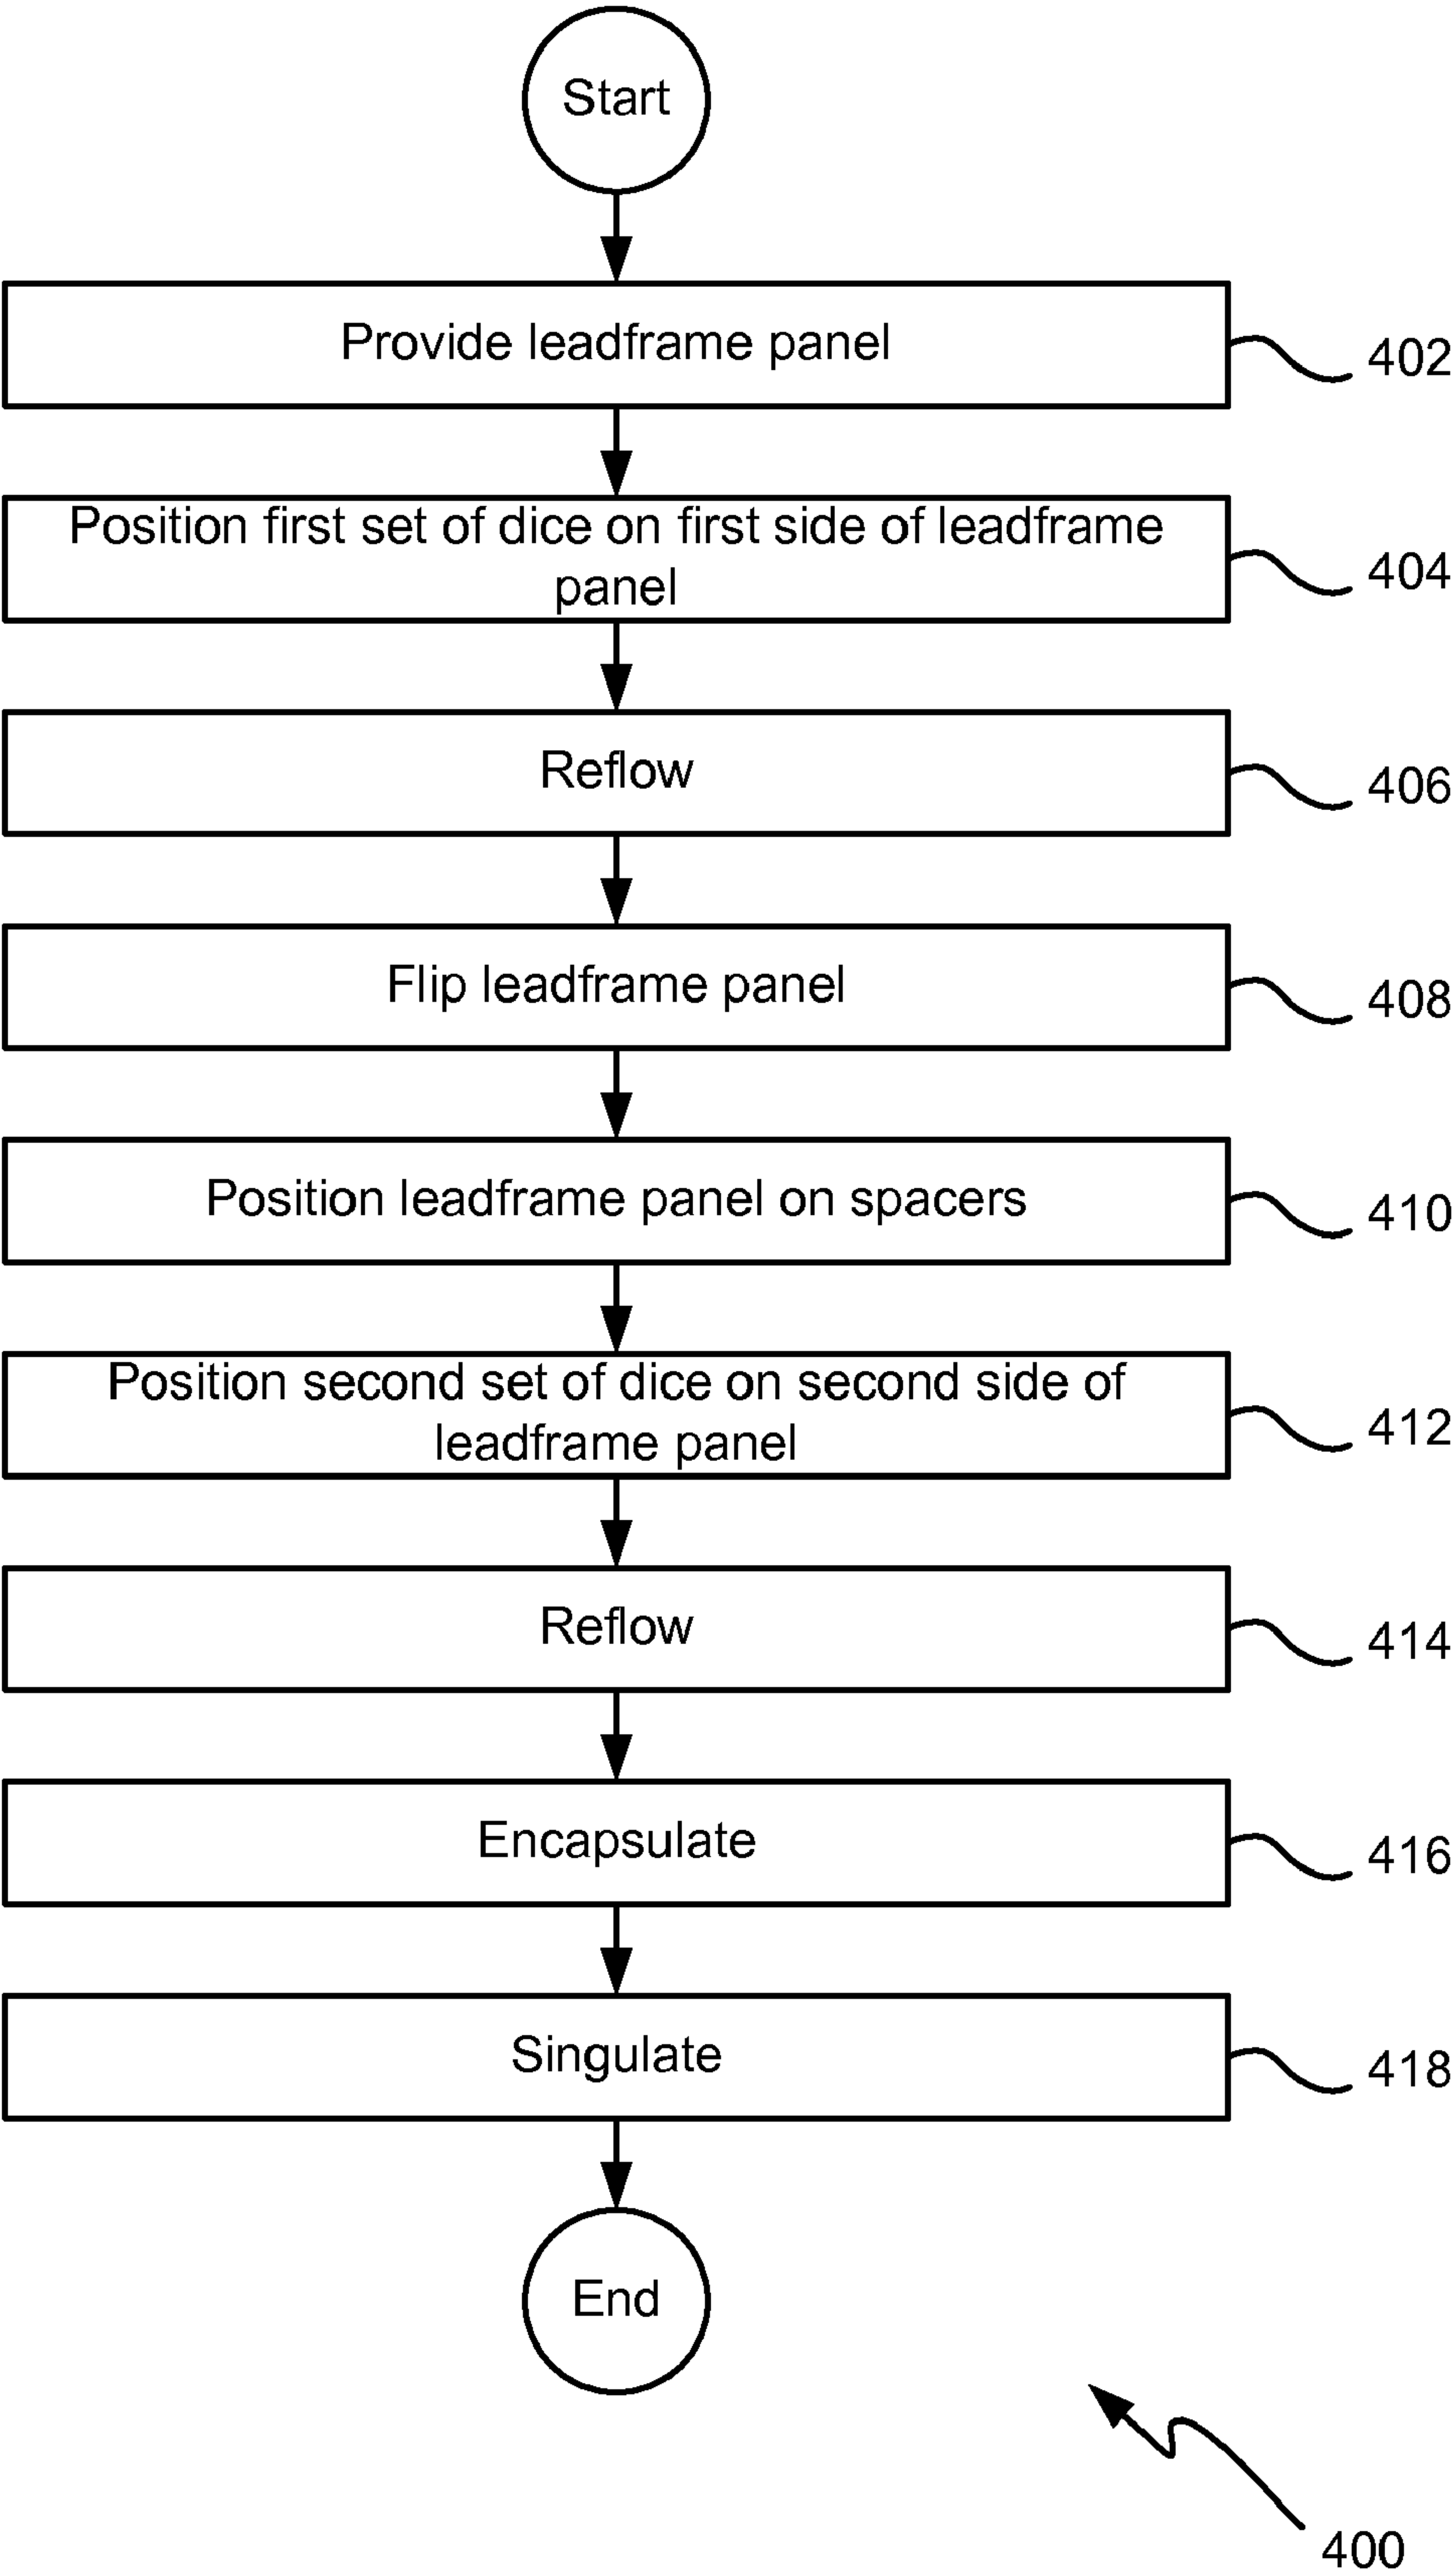 Start
Provide leadframe panel
402
Position first set of dice on first side of leadframe
panel
404
Reflow
406
Flip leadframe panel
408
Position leadframe panel on spacers
410
Position second set of dice on second side of
leadframe panel
412
Reflow
414
Encapsulate
416
Singulate
418
End
400